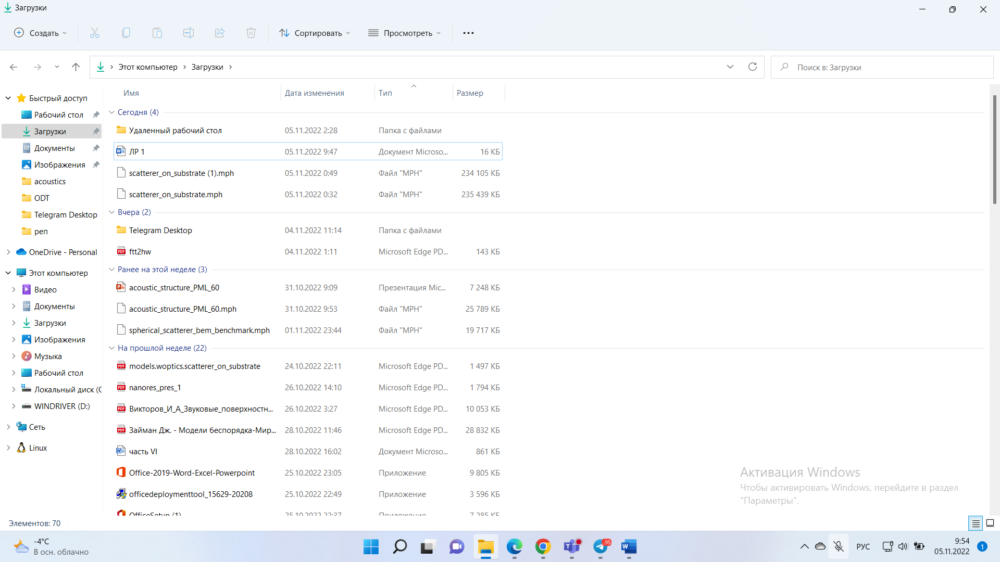 Загрузки
Создать
Сортировать
Просмотреть
Этот компьютер
Загрузки
Поиск в: Загрузки
Быстрый доступ
Рабочий стол
Загрузки
Документы
Изображения
acoustics
ODT
Telegram Desktop
реп
OneDrive - Personal
Этот компьютер
Видео
Документы
Загрузки
Изображения
Музыка
Рабочий стол
Локальный диск (C
WINDRIVER (D:)
Сеть
Linux
Имя Дата изменения Тип Размер
Сегодня (4)
Удаленный рабочий стол 05.11.2022 2:28 Папка с файлами
ЛР 1 05.11.2022 9:47 Документ Microso... 16 КБ
scatterer_on_substrate (1).mph 05.11.2022 0:49 Файл "MPH" 234 105 КБ
scatterer_on_substrate.mph 05.11.2022 0:32 Файл "MPH" 235 439 КБ
Вчера (2)
Telegram Desktop 04.11.2022 11:14 Папка с файлами
ftt2hw 04.11.2022 1:11 Microsoft Edge PD... 143 КБ
Ранее на этой неделе (3)
acoustic_structure_PML_60 31.10.2022 9:09 Презентация Mic... 7 248 КБ
acoustic_structure_PML_60.mph 31.10.2022 9:53 Файл "MPH" 25 789 КБ
spherical_scatterer_bem_benchmark.mph 01.11.2022 23:44 Файл "MPH" 19 717 КБ
На прошлой неделе (22)
models.woptics.scatterer_on_substrate 24.10.2022 22:11 Microsoft Edge PD... 1 497 КБ
nanores_pres_1 26.10.2022 14:10 Microsoft Edge PD... 1 794 КБ
Викторов_И_А_Звуковые_поверхностн... 26.10.2022 3:27 Microsoft Edge PD... 10 053 КБ
Займан Дж. - Модели беспорядка-Мир... 28.10.2022 11:46 Microsoft Edge PD... 28 832 КБ
часть VI 28.10.2022 16:02 Документ Microso... 861 КБ
Office-2019-Word-Excel-Powerpoint 25.10.2022 23:05 Приложение 9 805 КБ
officedeploymenttool_15629-20208 25.10.2022 22:49 Приложение 3 596 КБ
OfficeSetup (1) 25.10.2022 22:37 Приложение 7 285 КБ
Активация Windows
Чтобы активировать Windows, перейдите в раздел
"Параметры".
Элементов: 70
-4°C
В осн. облачно
..95
РУС
9:54
05.11.2022
1